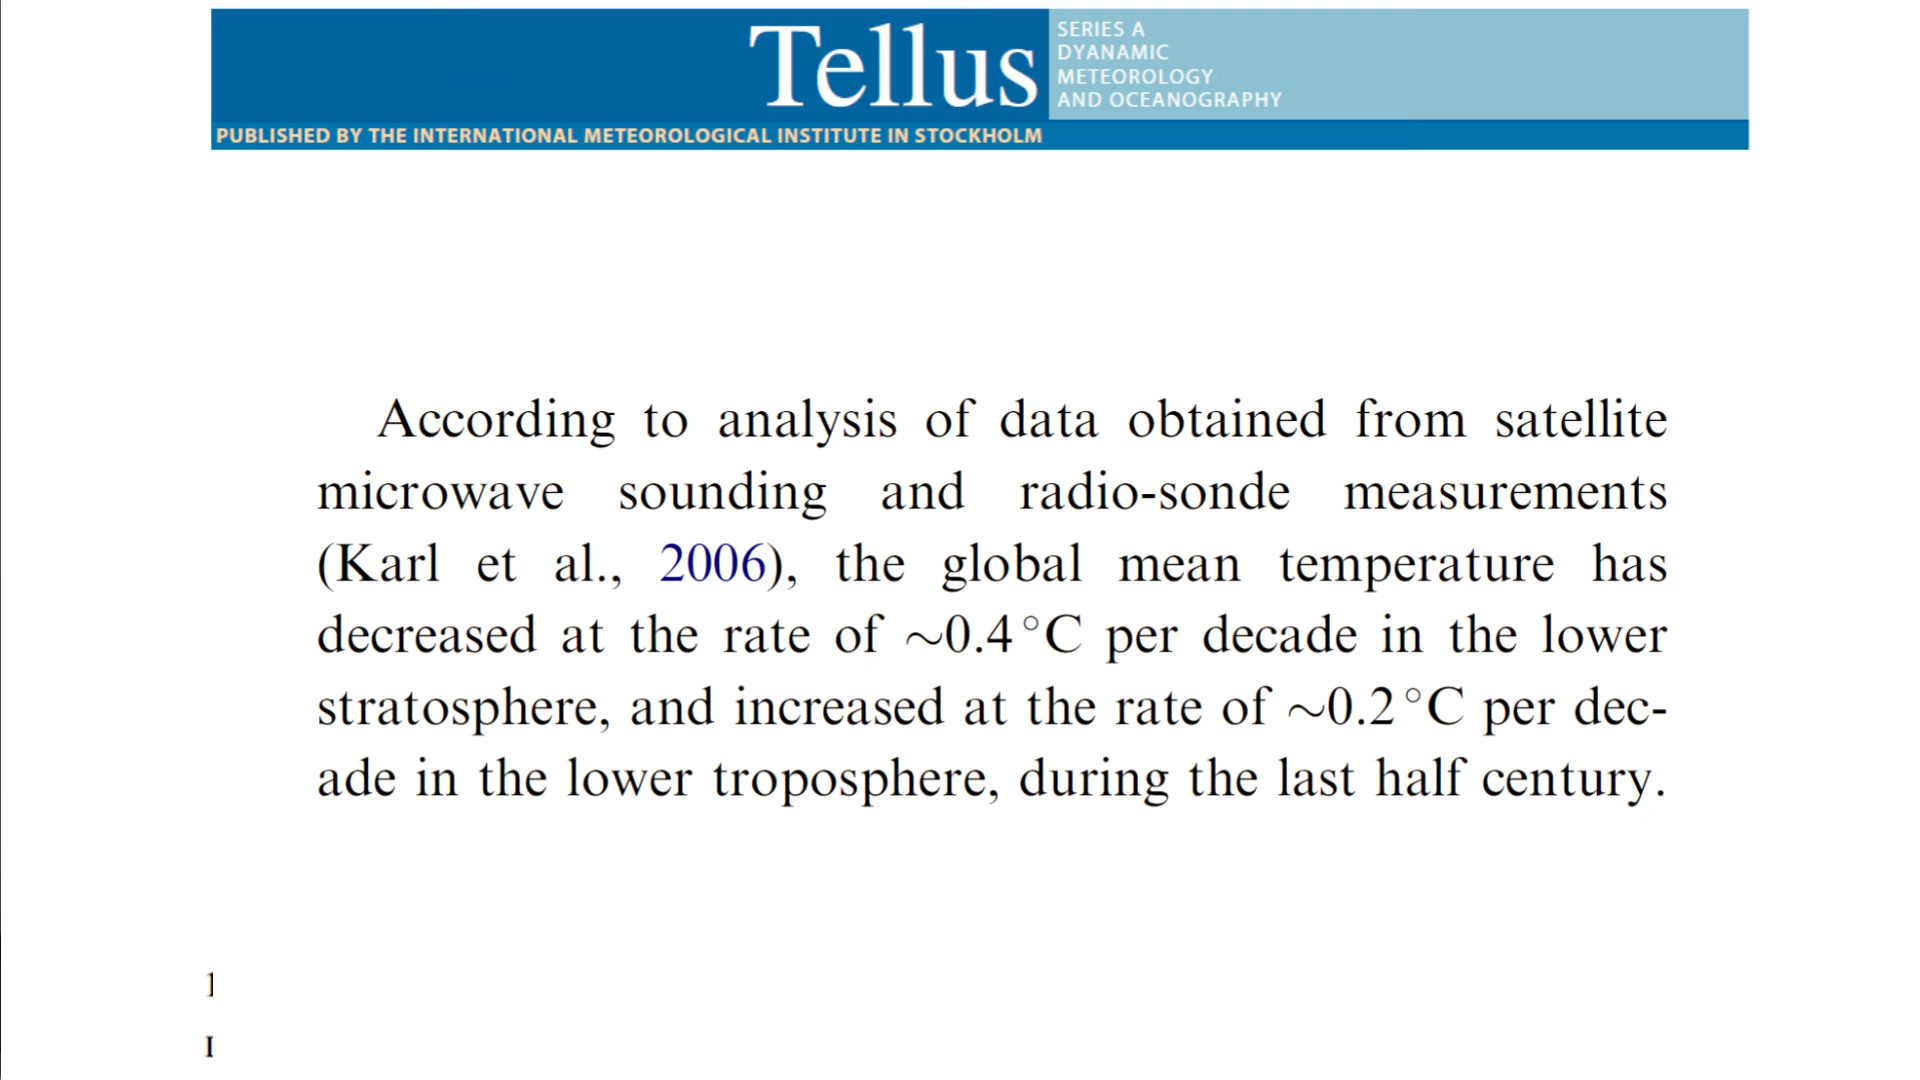 Tellus
SERIES A
DYANAMIC
METEOROLOGY
AND OCEANOGRAPHY
PUBLISHED BY THE INTERNATIONAL METEOROLOGICAL INSTITUTE IN STOCKHOLM
According to analysis of data obtained from satellite
microwave sounding and radio-sonde measurements
(Karl et al., 2006), the global mean temperature has
decreased at the rate of ~0.4 °C per decade in the lower
stratosphere, and increased at the rate of ~0.2 °C per dec-
ade in the lower troposphere, during the last half century.